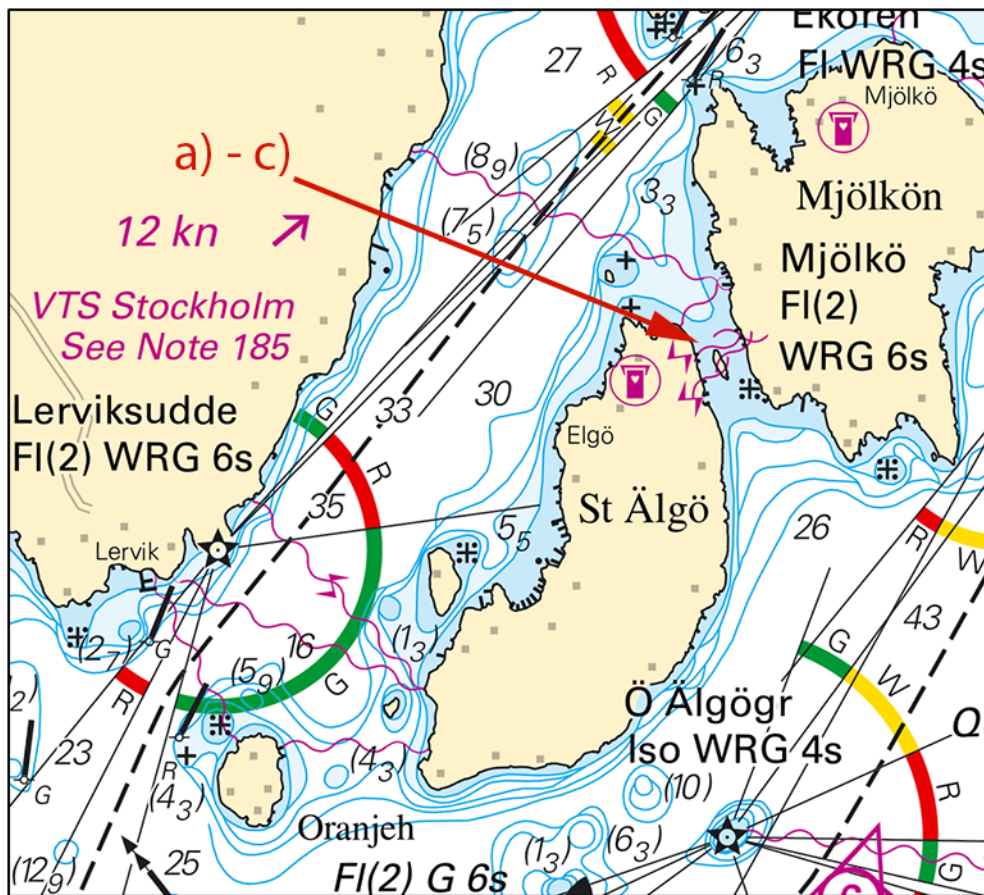 Ekoren
Fl WRG 4s
Mjölkö
27
R
6₃
R
W
G
a) - c)
(8₉)
3₃
Mjölkön
(7₅)
12 kn
Mjölkö
Fl(2)
WRG 6s
VTS Stockholm
See Note 185
Lerviksudde
Fl(2) WRG 6s
G
33
30
Elgö
R
35
St Älgö
5₅
26
Lervik
R
W
43
(2₇)
G
16
(1₃)
G
G
W
R
(5₉)
Ö Älgögr
Iso WRG 4s
23
R
(4₃)
(4₃)
(10)
R
G
Oranjeh
(6₃)
(1₃)
25
(12₉)
Fl(2) G 6s
G